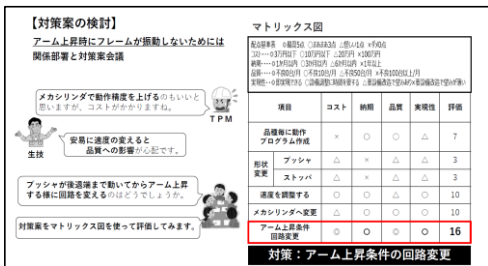 【対策案の検討】
アーム上昇時にフレームが振動しないためには
関係部署と対策会議
メカシリンダで動作精度を上げるのもいいと
思いますが、コストがかかりますね。
TPM
安易に速度の変えると
品質への影響が心配です。
生技
プッシャが後退端まで動いてからアーム上昇
する様に回路を変えるのはどうでしょうか。
対策案をマトリックス図を使って評価してみます。
マトリックス図
項目 コスト 納期 品質 実現性 評価
品種毎に動作
プログラム作成 × ○ ○ △ 7
形状
変更
プッシャ △ × △ △ 3
ストッパ △ × △ △ 3
速度を調整する ○ ○ △ ○ 10
メカシリンダへ変更 △ ○ ○ ○ 10
アーム上昇条件
回路変更 ◎ ○ ◎ ○ 16
対策：アーム上昇条件の回路変更